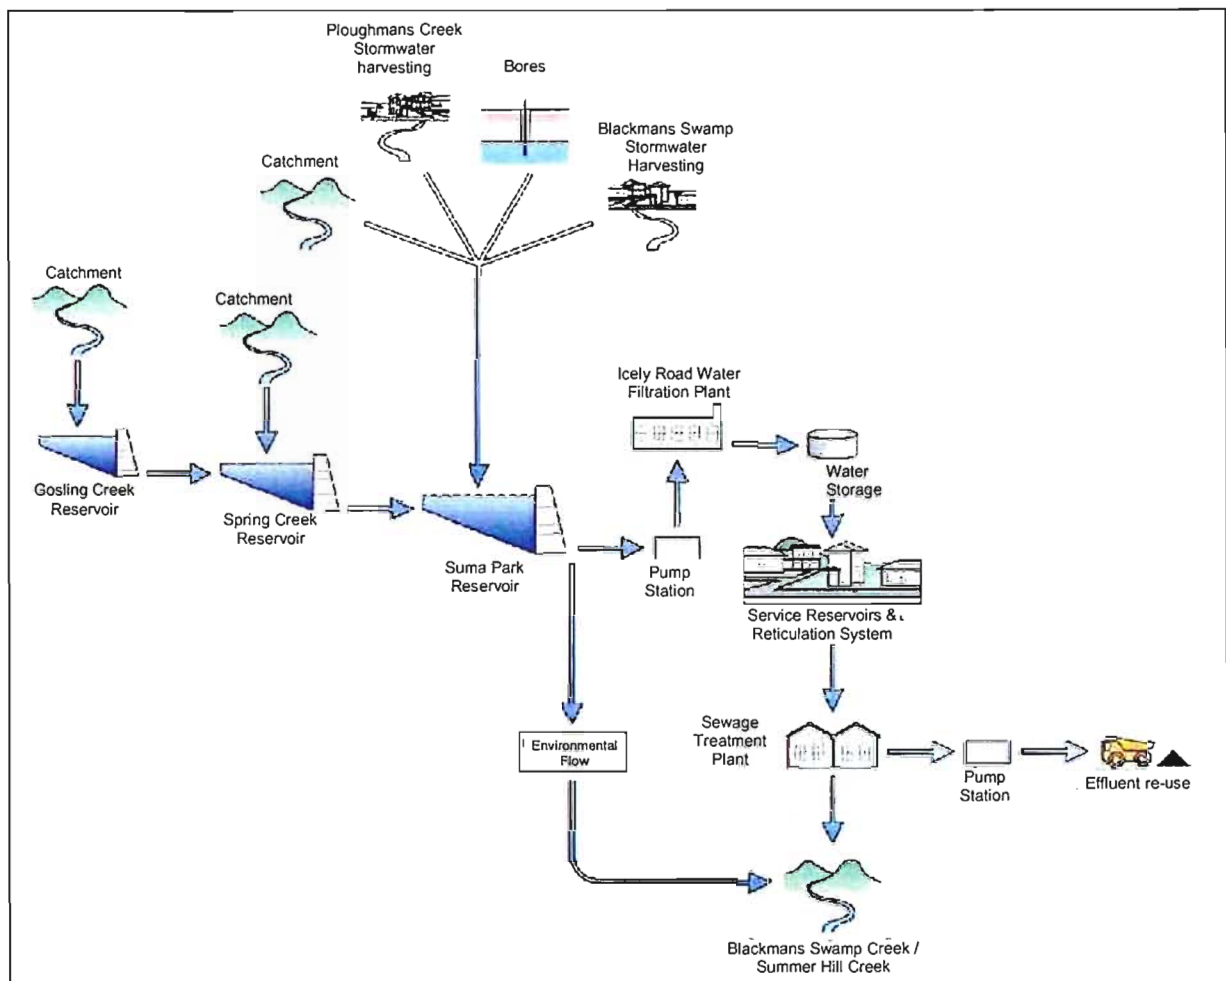 Ploughmans Creek
Stormwater
harvesting
Bores
Blackmans Swamp
Stormwater
Harvesting
Catchment
Catchment
Catchment
Icely Road Water
Filtration Plant
Gosling Creek
Reservoir
Spring Creek
Reservoir
Suma Park
Reservoir
Pump
Station
Water
Storage
Service Reservoirs &
Reticulation System
Environmental
Flow
Sewage
Treatment
Plant
Pump
Station
Effluent re-use
Blackmans Swamp Creek /
Summer Hill Creek